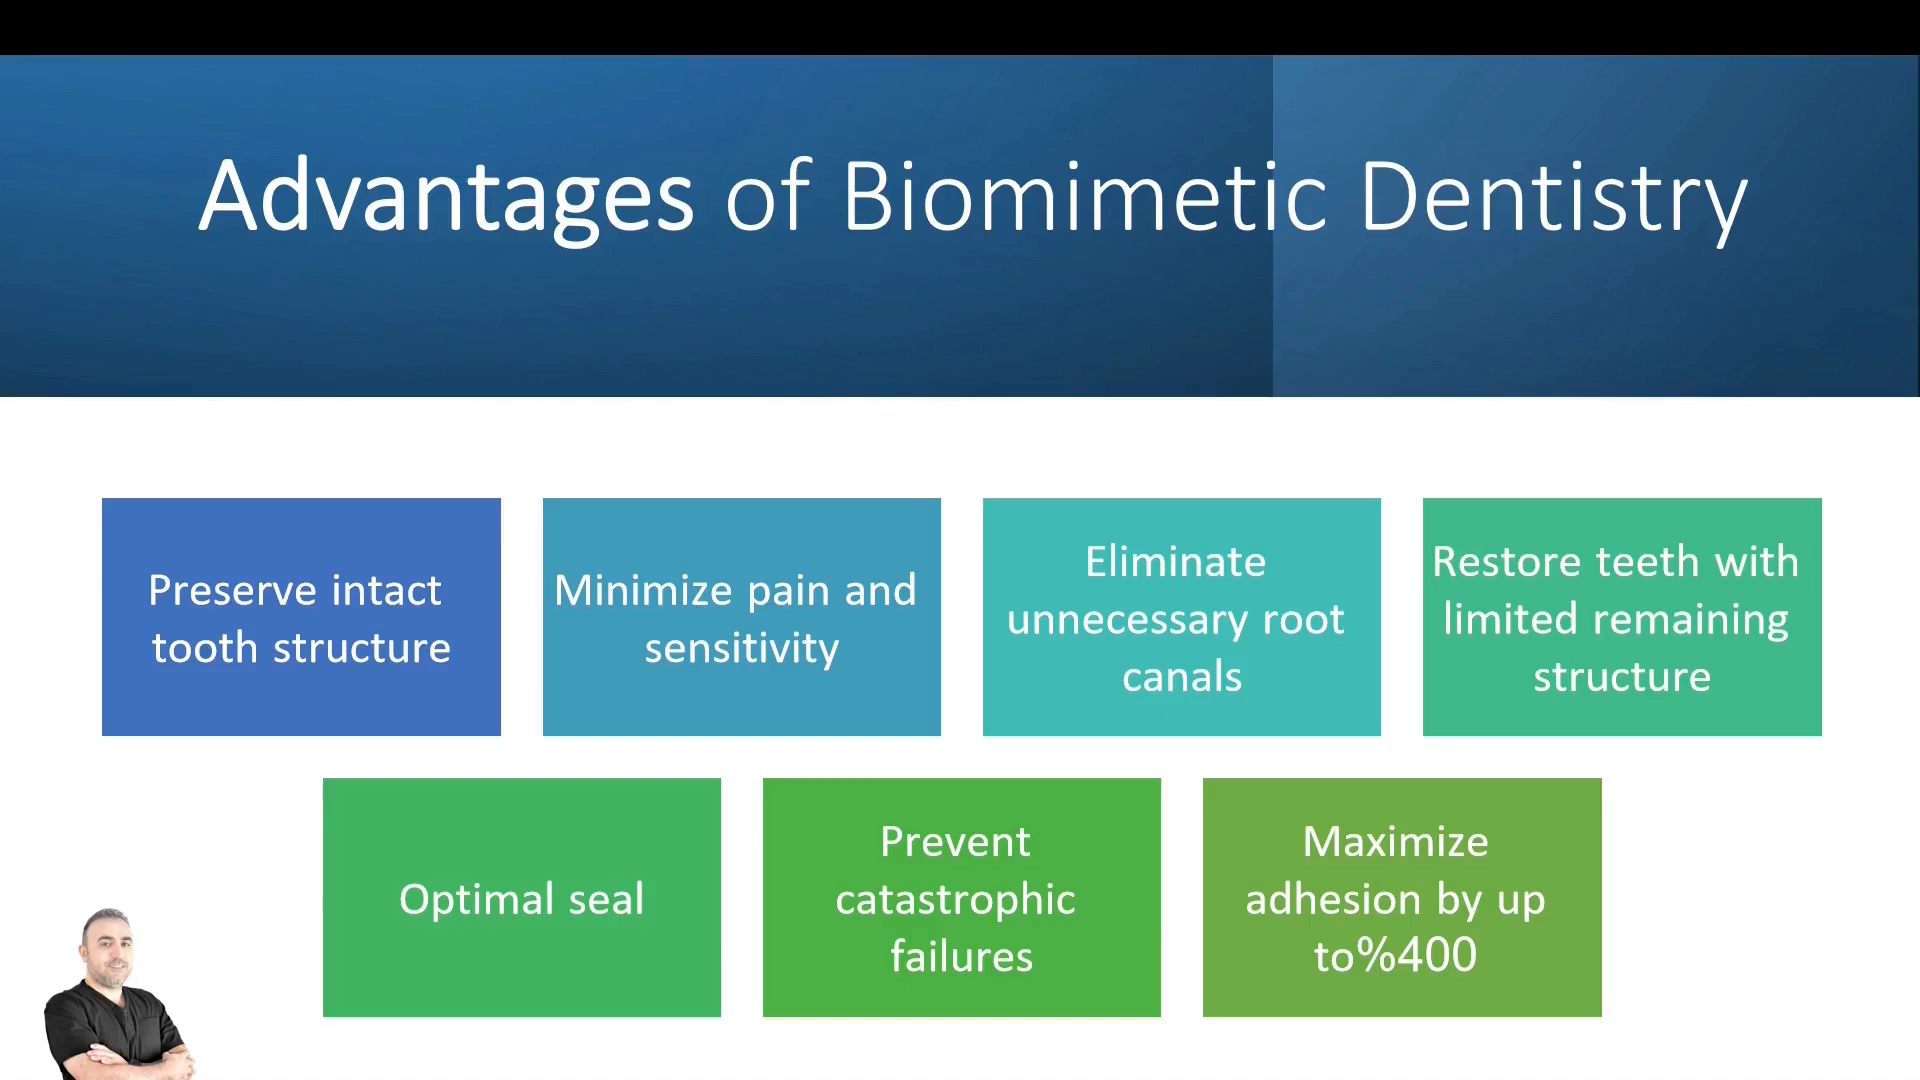 Advantages of Biomimetic Dentistry
Preserve intact
tooth structure
Minimize pain and
sensitivity
Eliminate
unnecessary root
canals
Restore teeth with
limited remaining
structure
Optimal seal
Prevent
catastrophic
failures
Maximize
adhesion by up
to%400